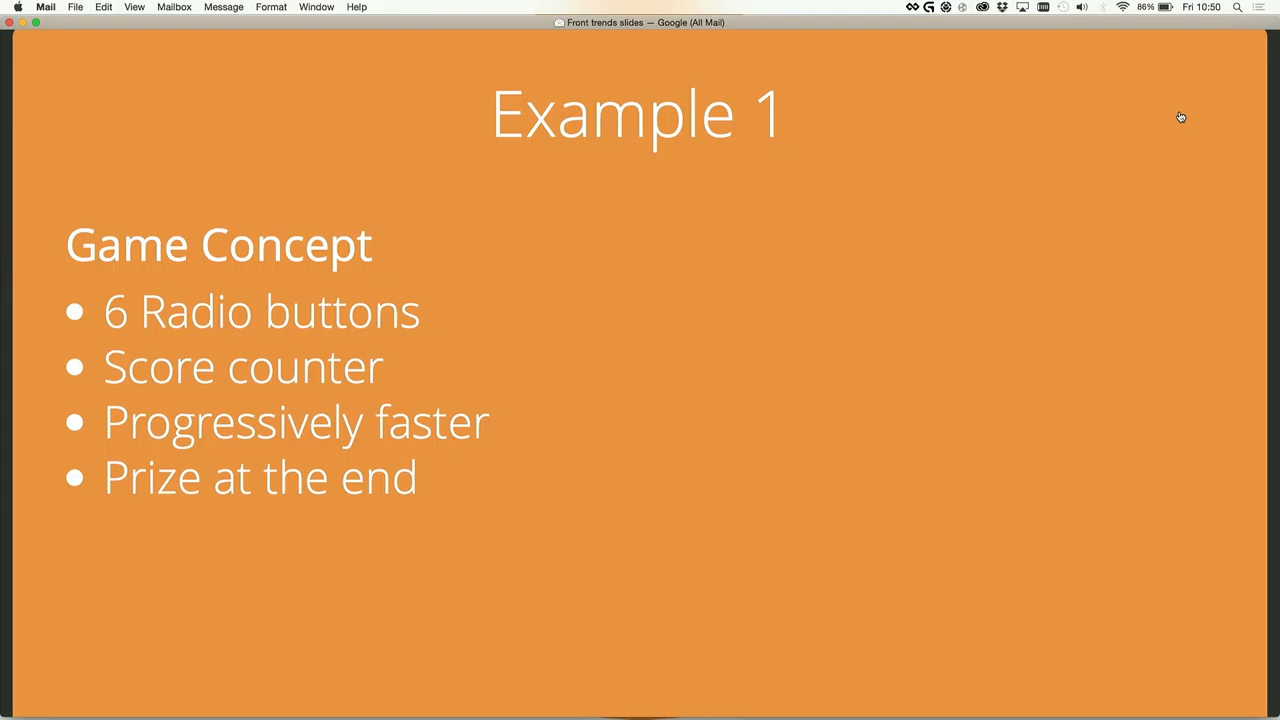 Mail File Edit View Mailbox Message Format Window Help 86% Fri 10:50
Front trends slides — Google (All Mail)
Example 1
Game Concept
• 6 Radio buttons
• Score counter
• Progressively faster
• Prize at the end